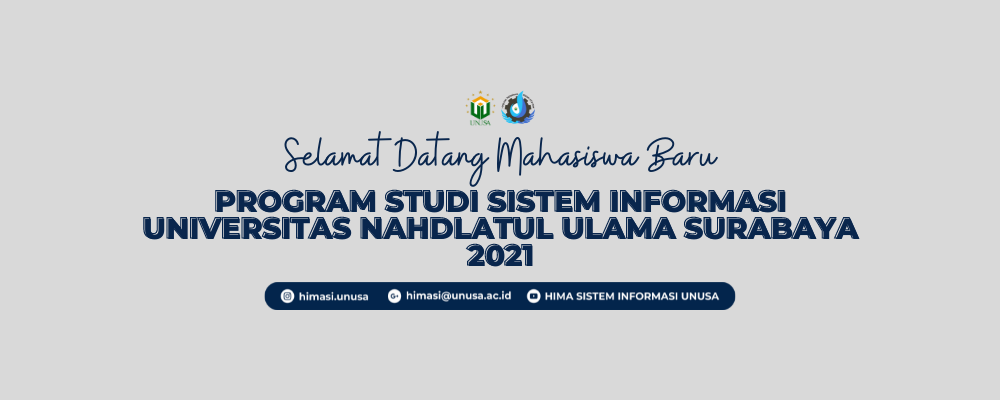 UNUSA
Selamat Datang Mahasiswa Baru
PROGRAM STUDI SISTEM INFORMASI
UNIVERSITAS NAHDLATUL ULAMA SURABAYA
2021
himasi.unusa himasi@unusa.ac.id HIMA SISTEM INFORMASI UNUSA